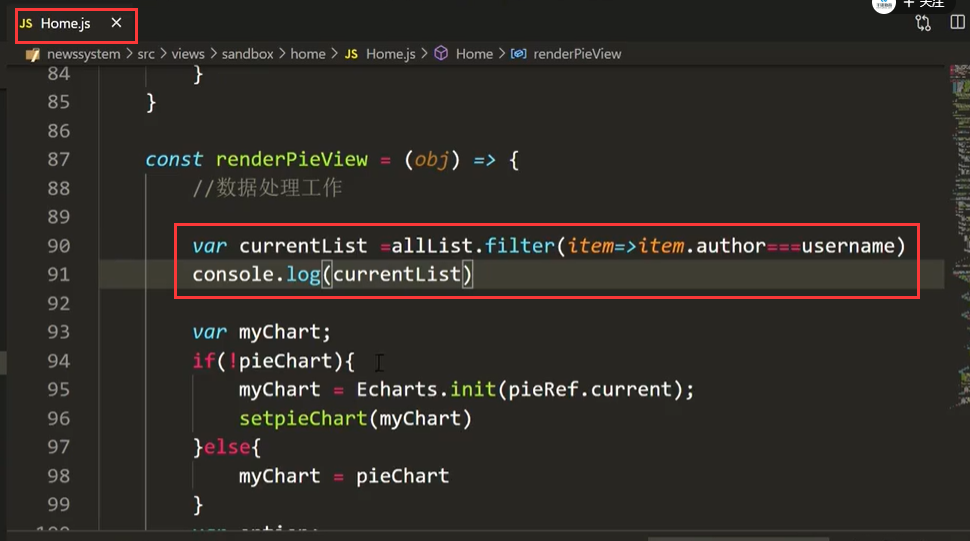 JS Home.js ×
+ 关注
newssystem > src > views > sandbox > home > JS Home.js > Home > renderPieView
84 }
85 }
86
87 const renderPieView = (obj) => {
88 //数据处理工作
89
90 var currentList =allList.filter(item=>item.author===username)
91 console.log(currentList)
92
93 var myChart;
94 if(!pieChart){
95 myChart = Echarts.init(pieRef.current);
96 setpieChart(myChart)
97 }else{
98 myChart = pieChart
99 }